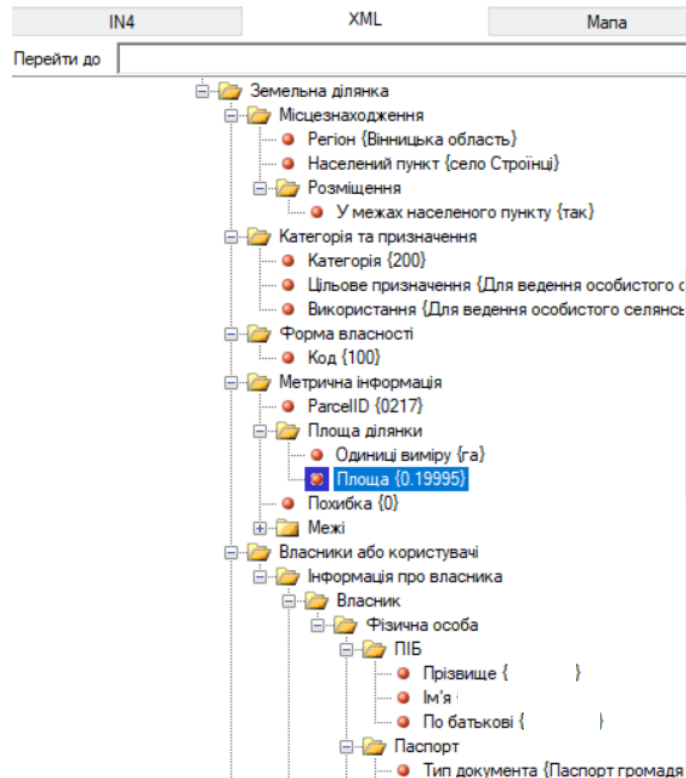 IN4 XML Мапа
Перейти до
Земельна ділянка
Місцезнаходження
Регіон {Вінницька область}
Населений пункт {село Строїнці}
Розміщення
У межах населеного пункту {так}
Категорія та призначення
Категорія {200}
Цільове призначення {Для ведення особистого с
Використання {Для ведення особистого селянсь
Форма власності
Код {100}
Метрична інформація
ParcelID {0217}
Площа ділянки
Одиниці виміру {га}
Площа {0.19995}
Похибка {0}
Межі
Власники або користувачі
Інформація про власника
Власник
Фізична особа
ПІБ
Прізвище { }
Ім'я
По батькові { }
Паспорт
Тип документа {Паспорт громадя